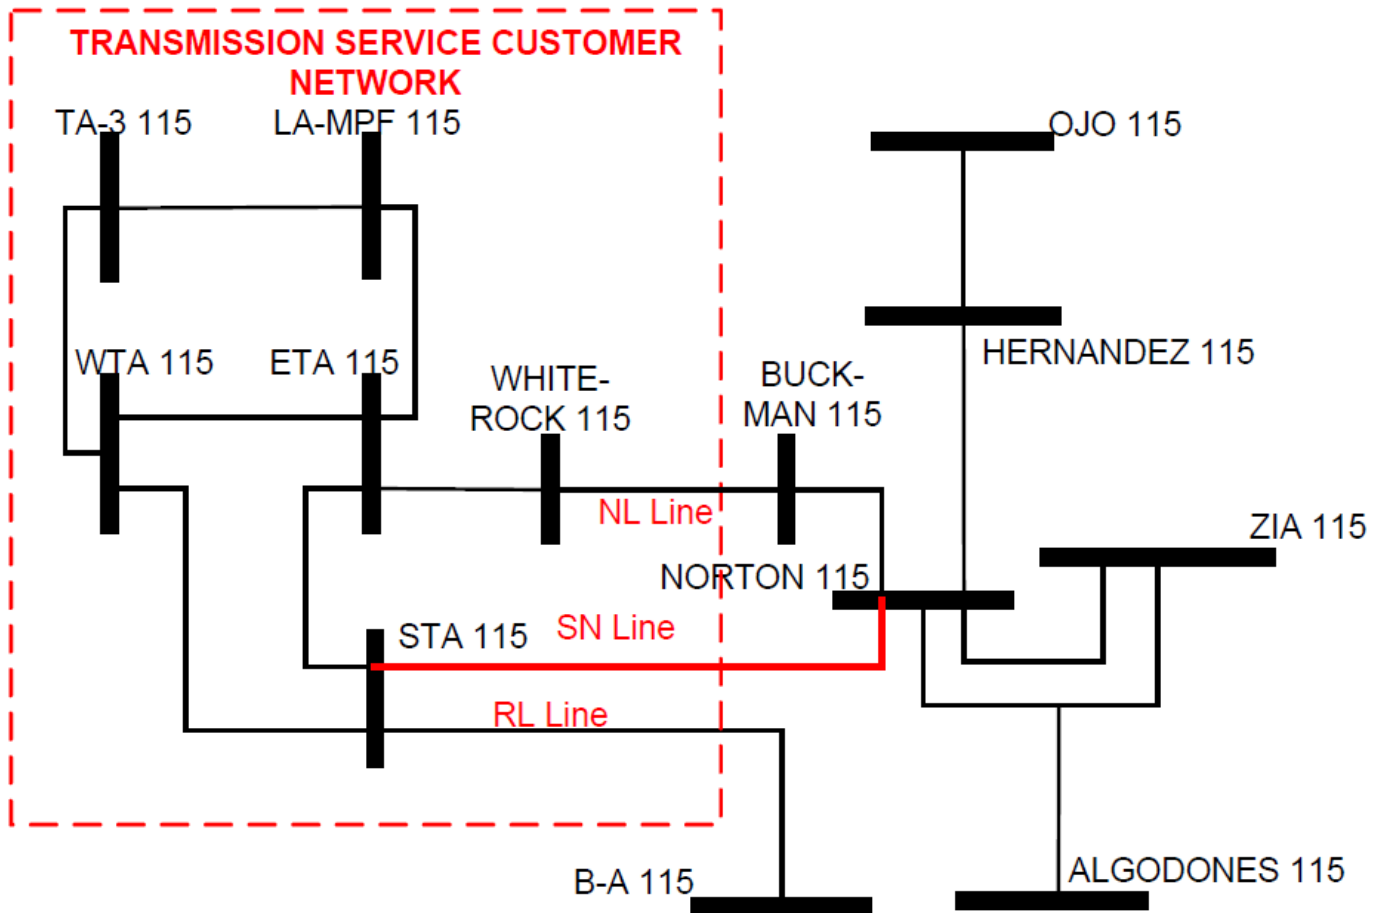 TRANSMISSION SERVICE CUSTOMER
NETWORK
TA-3 115
LA-MPF 115
OJO 115
WTA 115
ETA 115
WHITE-
ROCK 115
BUCK-
MAN 115
HERNANDEZ 115
NL Line
ZIA 115
NORTON 115
STA 115
SN Line
RL Line
B-A 115
ALGODONES 115